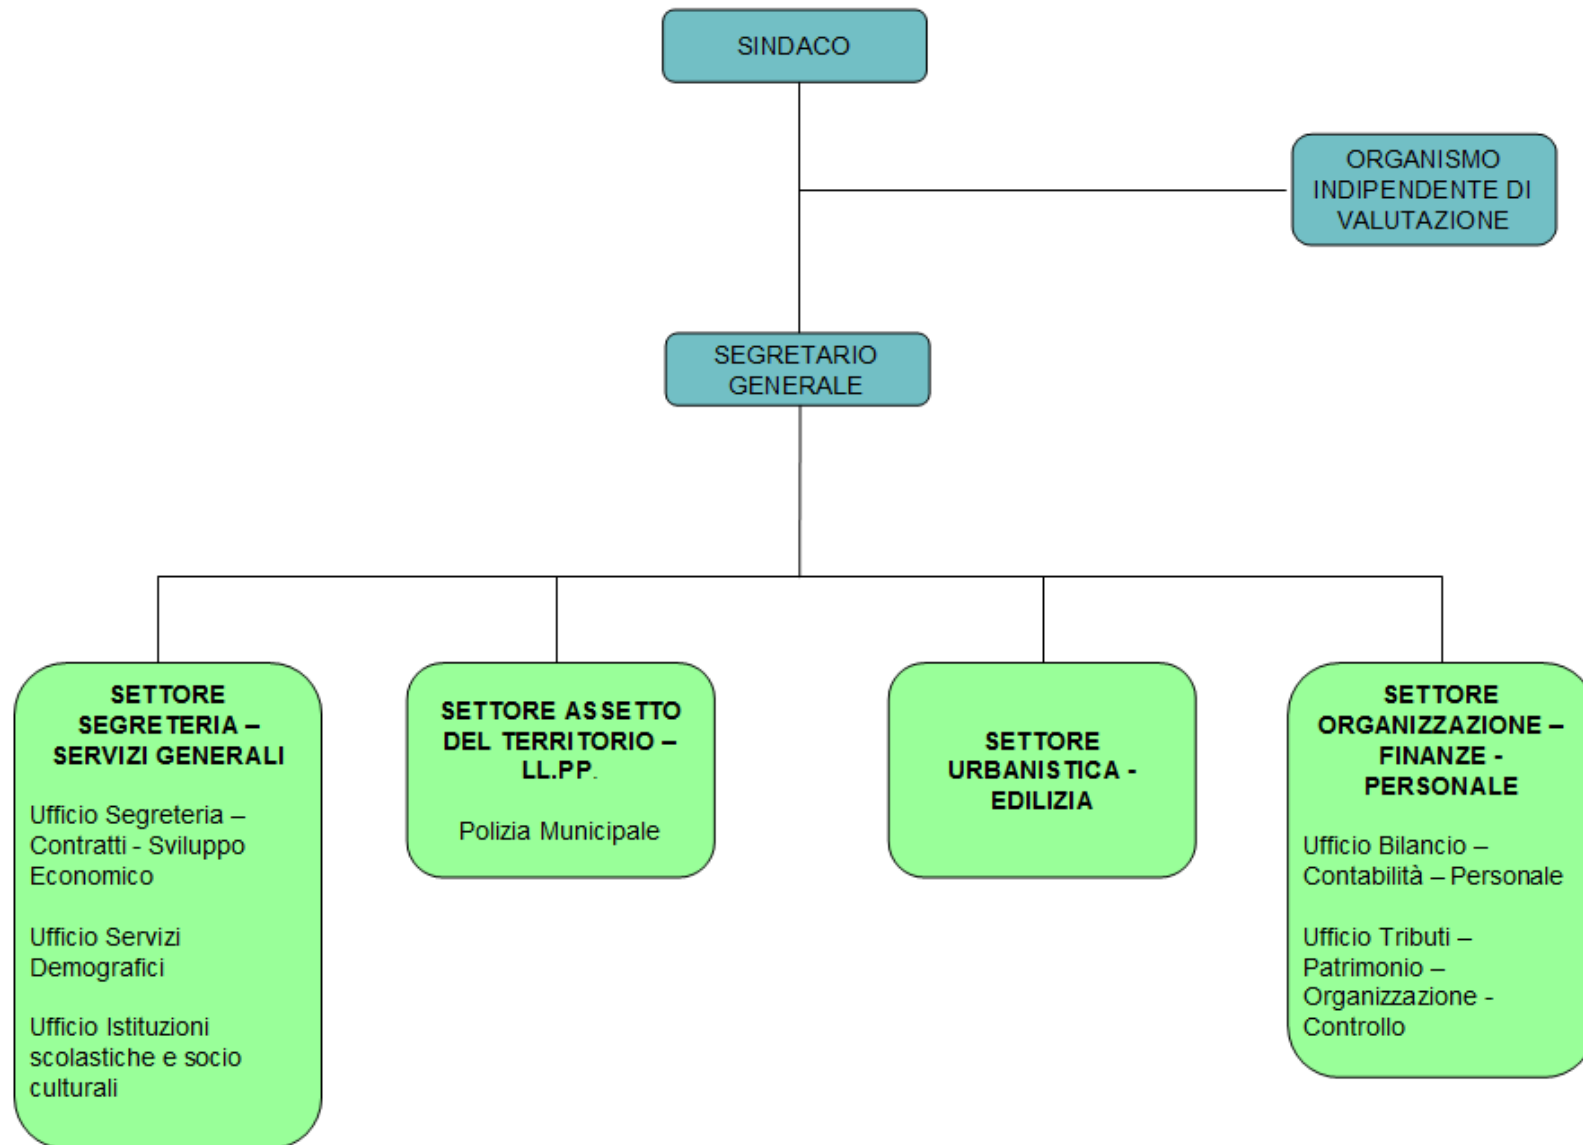 SINDACO
ORGANISMO
INDIPENDENTE DI
VALUTAZIONE
SEGRETARIO
GENERALE
SETTORE
SEGRETERIA –
SERVIZI GENERALI
Ufficio Segreteria –
Contratti - Sviluppo
Economico
Ufficio Servizi
Demografici
Ufficio Istituzioni
scolastiche e socio
culturali
SETTORE ASSETTO
DEL TERRITORIO –
LL.PP.
Polizia Municipale
SETTORE
URBANISTICA -
EDILIZIA
SETTORE
ORGANIZZAZIONE –
FINANZE -
PERSONALE
Ufficio Bilancio –
Contabilità – Personale
Ufficio Tributi –
Patrimonio –
Organizzazione -
Controllo